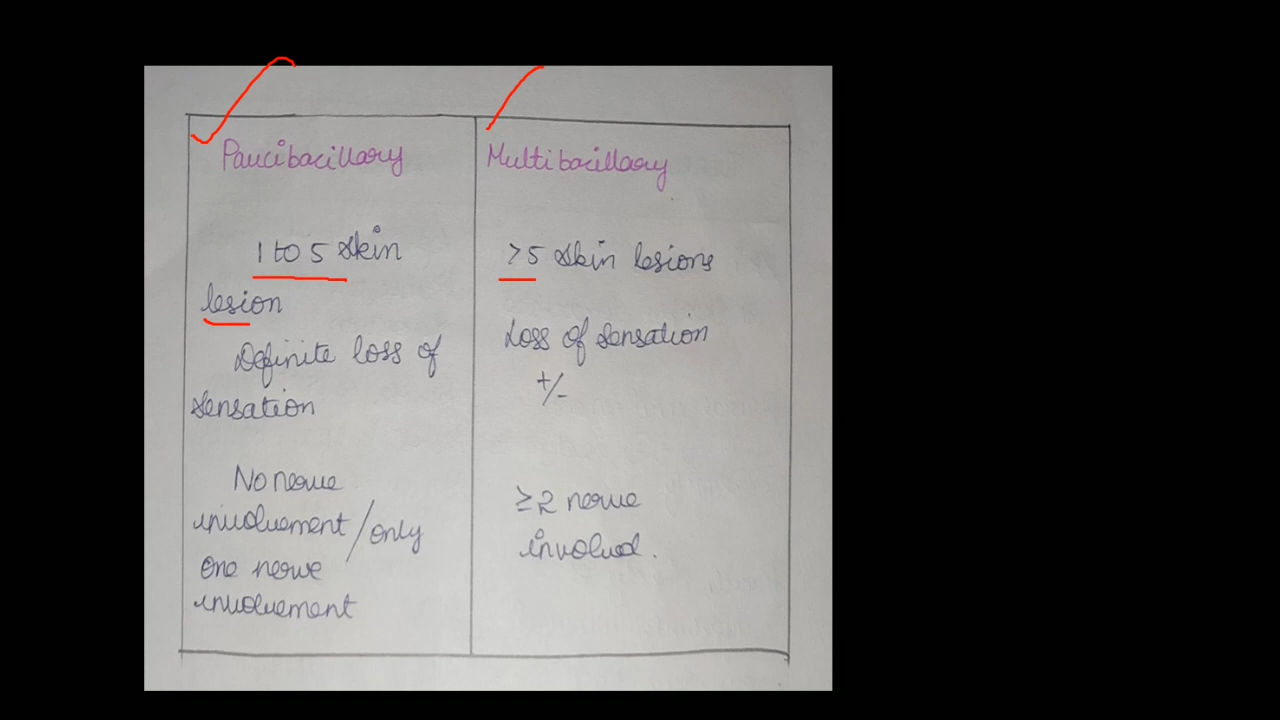 Paucibacillary
Multibacillary
1 to 5 skin
lesion
Definite loss of
sensation
No nerve
involvement / only
one nerve
involvement
>5 skin lesions
Loss of sensation
+/-
≥2 nerve
involved.